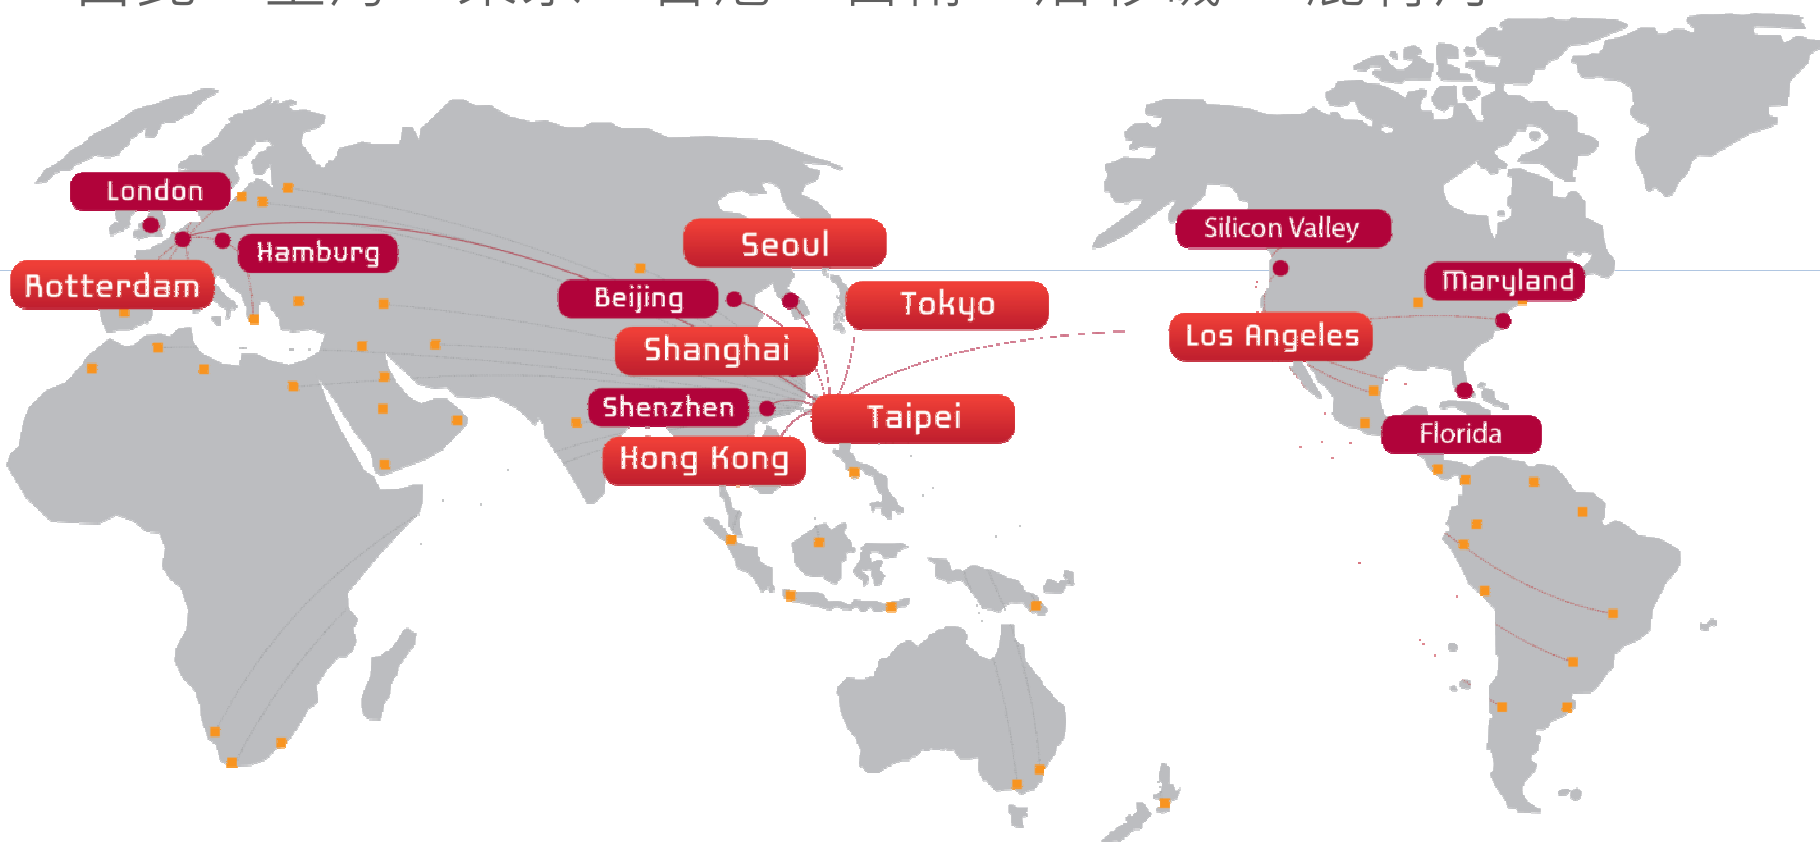 London
Hamburg
Rotterdam
Seoul
Beijing
Tokyo
Shanghai
Shenzhen
Taipei
Hong Kong
Silicon Valley
Maryland
Los Angeles
Florida